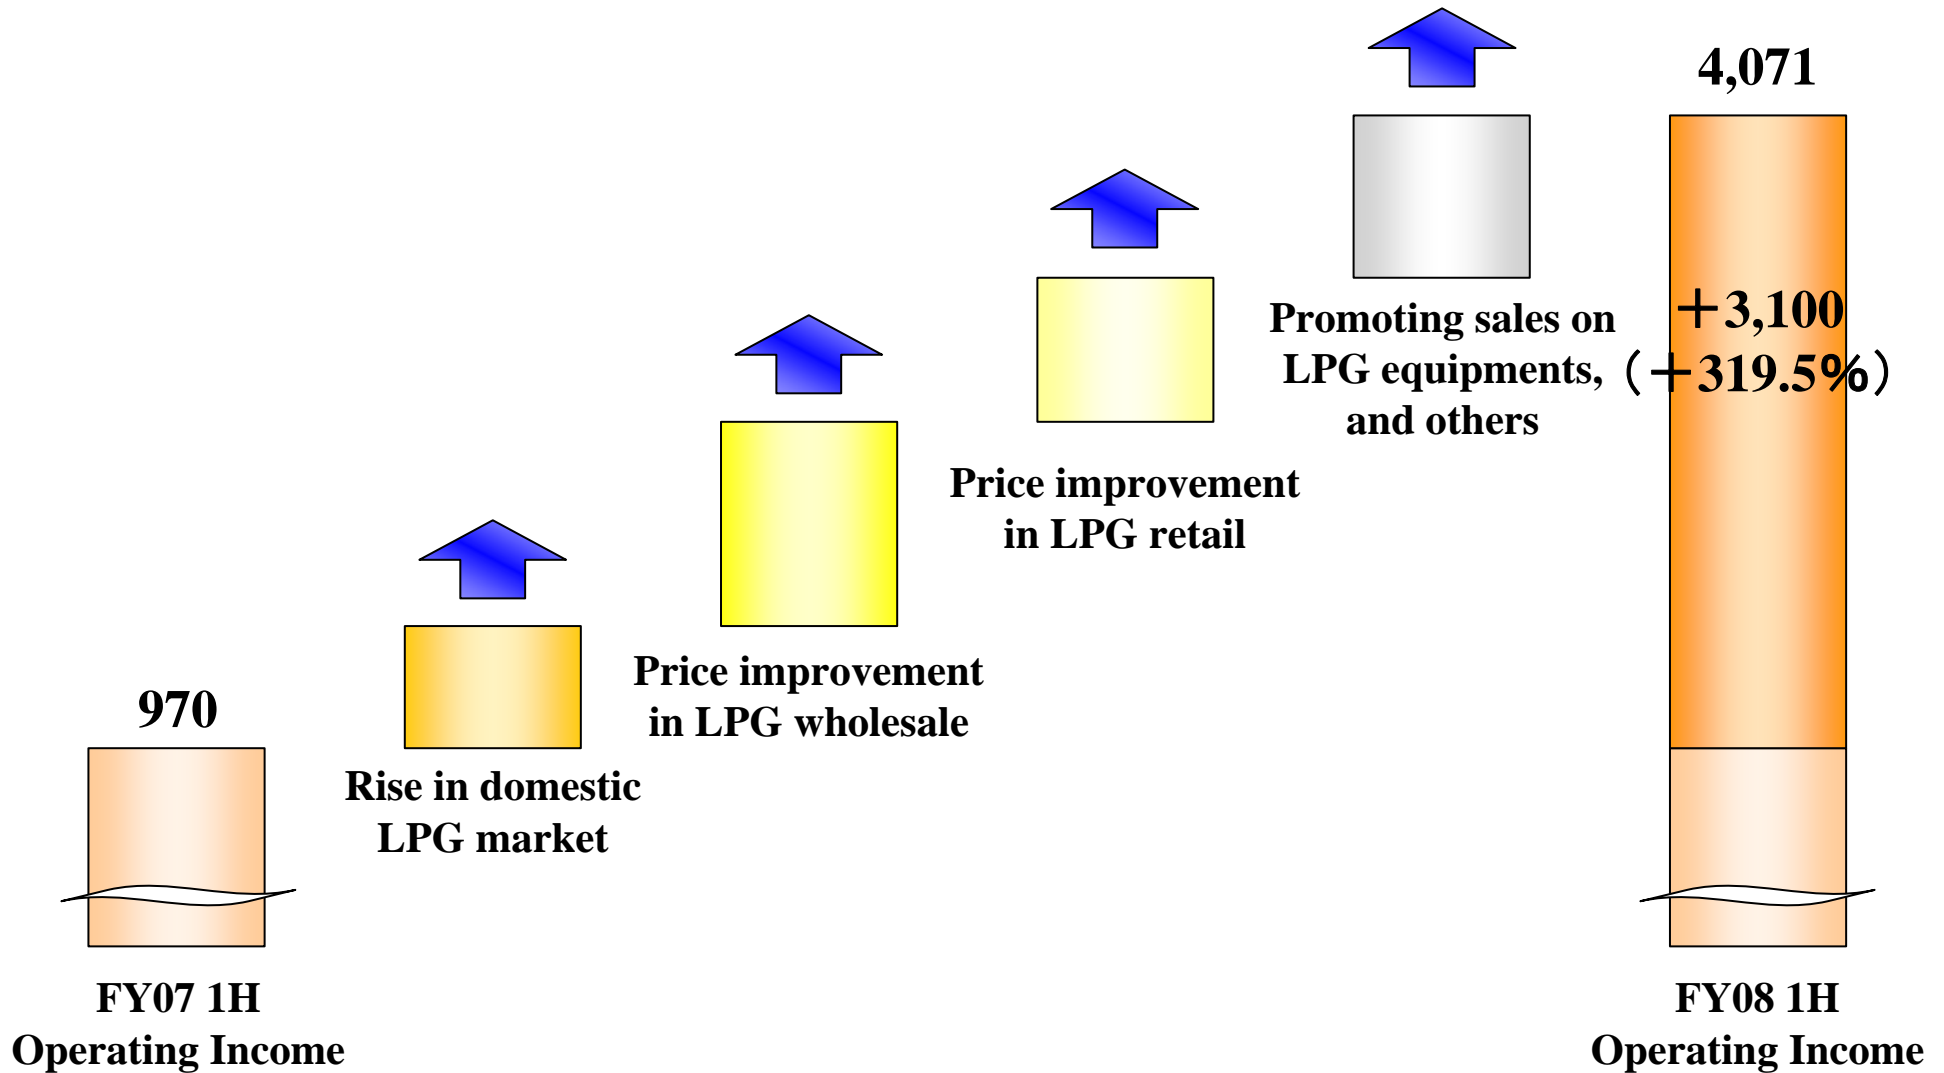 970
FY07 1H
Operating Income
Rise in domestic
LPG market
Price improvement
in LPG wholesale
Price improvement
in LPG retail
Promoting sales on
LPG equipments,
and others
4,071
＋3,100
（＋319.5％）
FY08 1H
Operating Income